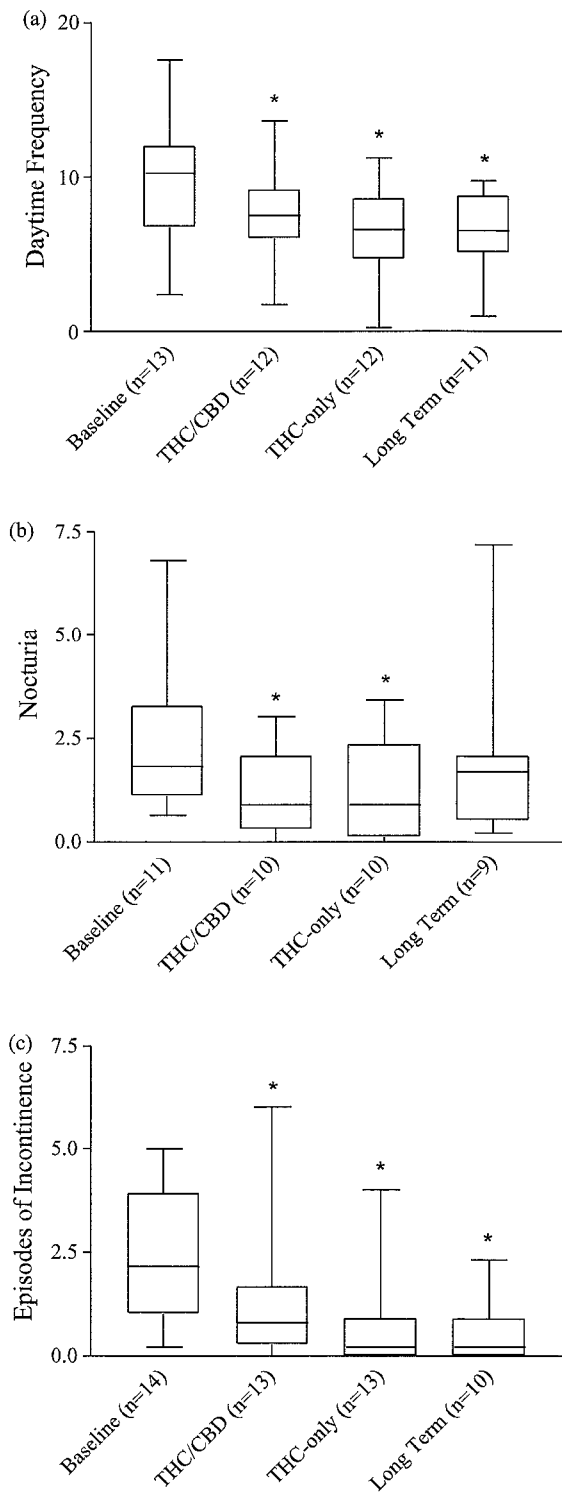 (a)
Daytime Frequency
20
10
0
*
*
*
Baseline (n=13)
THC/CBD (n=12)
THC-only (n=12)
Long Term (n=11)
(b)
Nocturia
7.5
5.0
2.5
0.0
*
*
Baseline (n=11)
THC/CBD (n=10)
THC-only (n=10)
Long Term (n=9)
(c)
Episodes of Incontinence
7.5
5.0
2.5
0.0
*
*
*
Baseline (n=14)
THC/CBD (n=13)
THC-only (n=13)
Long Term (n=10)